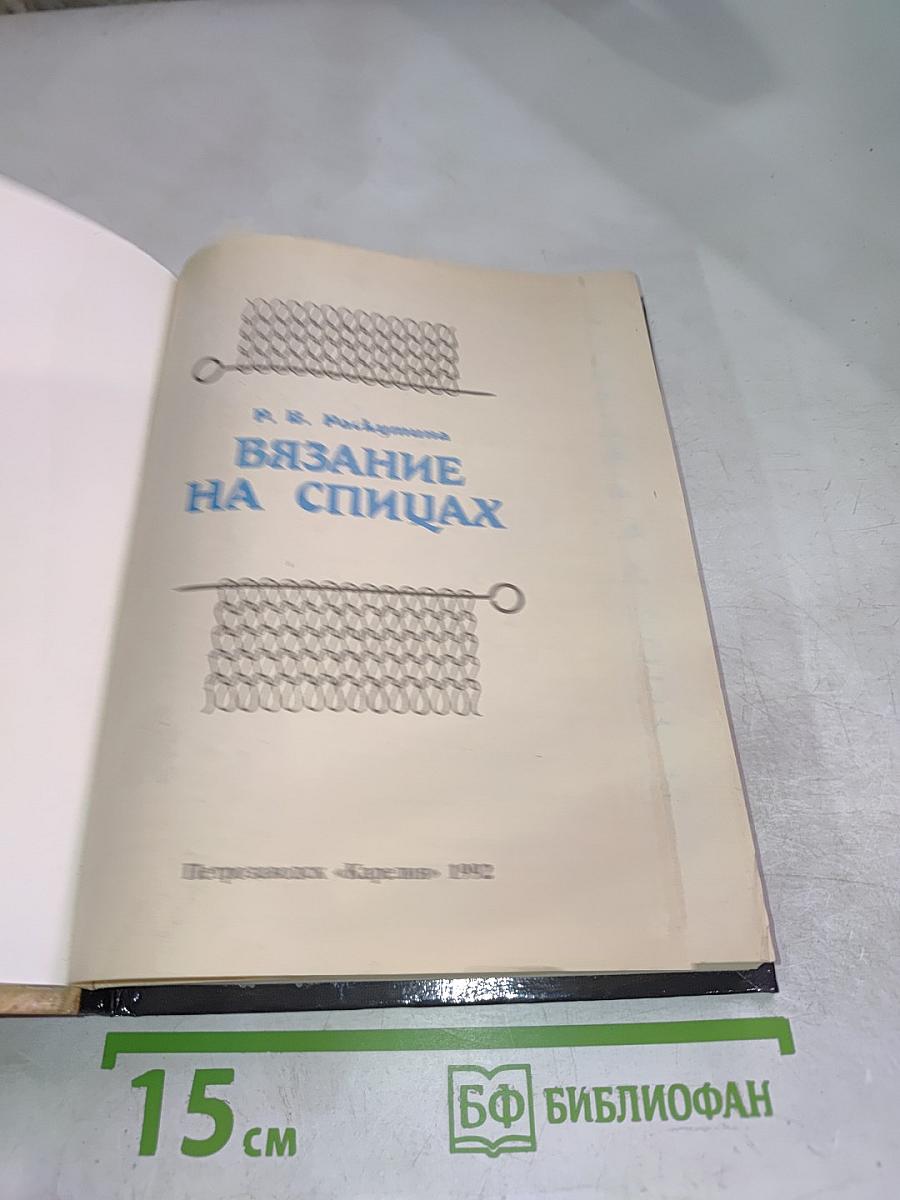 Р. В.
ВЯЗАНИЕ
НА СПИЦАХ
Петрозаводск «Карелия» 1992
15 см
БФ БИБЛИОФАН